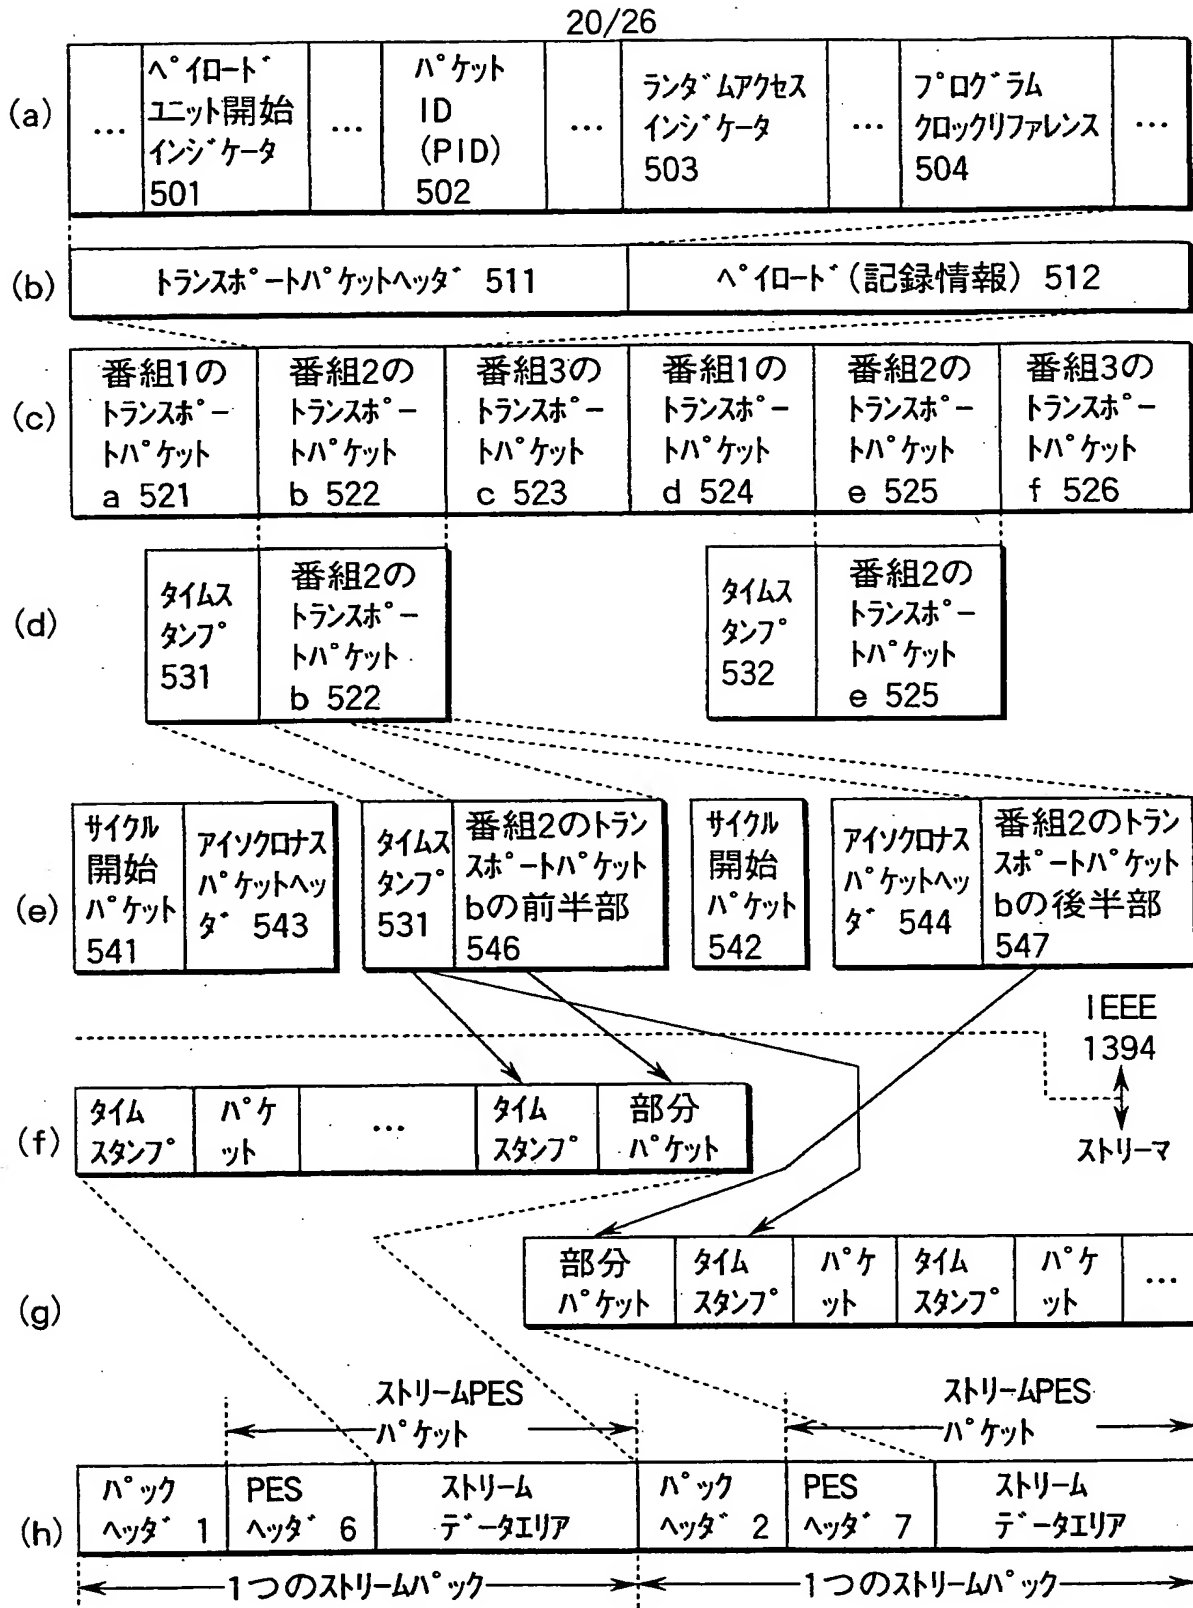 20/26
(a)
…
ペイロード
ユニット開始
インジケータ
501
…
パケット
ID
(PID)
502
…
ランダムアクセス
インジケータ
503
…
プログラム
クロックリファレンス
504
…
(b)
トランスポートパケットヘッダ 511
ペイロード(記録情報) 512
(c)
番組1の
トランスポー
トパケット
a 521
番組2の
トランスポー
トパケット
b 522
番組3の
トランスポー
トパケット
c 523
番組1の
トランスポー
トパケット
d 524
番組2の
トランスポー
トパケット
e 525
番組3の
トランスポー
トパケット
f 526
(d)
タイムス
タンプ
531
番組2の
トランスポー
トパケット
b 522
タイムス
タンプ
532
番組2の
トランスポー
トパケット
e 525
(e)
サイクル
開始
パケット
541
アイソクロナス
パケットヘッ
ダ 543
タイムス
タンプ
531
番組2のトラン
スポートパケット
bの前半部
546
サイクル
開始
パケット
542
アイソクロナス
パケットヘッ
ダ 544
番組2のトラン
スポートパケット
bの後半部
547
IEEE
1394
ストリーマ
(f)
タイム
スタンプ
パケ
ット
…
タイム
スタンプ
部分
パケット
(g)
部分
パケット
タイム
スタンプ
パケ
ット
タイム
スタンプ
パケ
ット
…
ストリームPES
パケット
ストリームPES
パケット
(h)
パック
ヘッダ 1
PES
ヘッダ 6
ストリーム
データエリア
パック
ヘッダ 2
PES
ヘッダ 7
ストリーム
データエリア
1つのストリームパック
1つのストリームパック